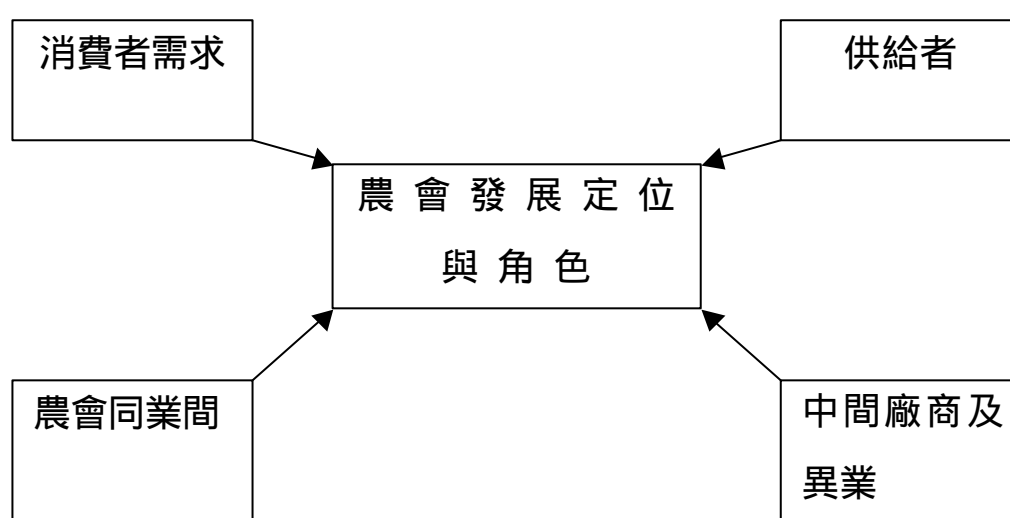 消費者需求
供給者
農會發展定位
與角色
農會同業間
中間廠商及
異業